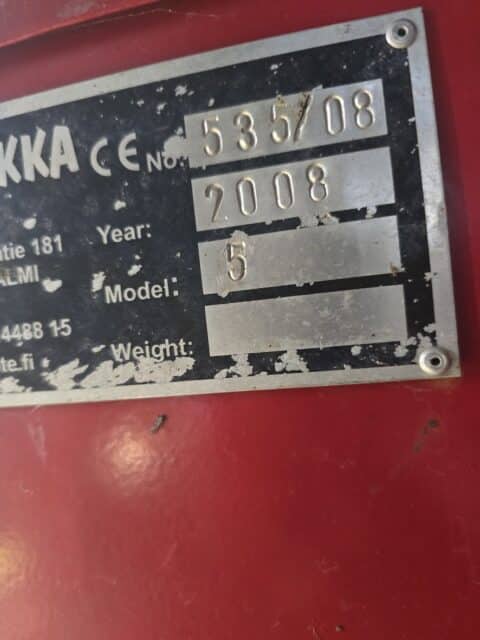 KKA CE No: 535/08
Year: 2008
tie 181
ALMI
Model: 5
4488 15
te.fi
Weight: